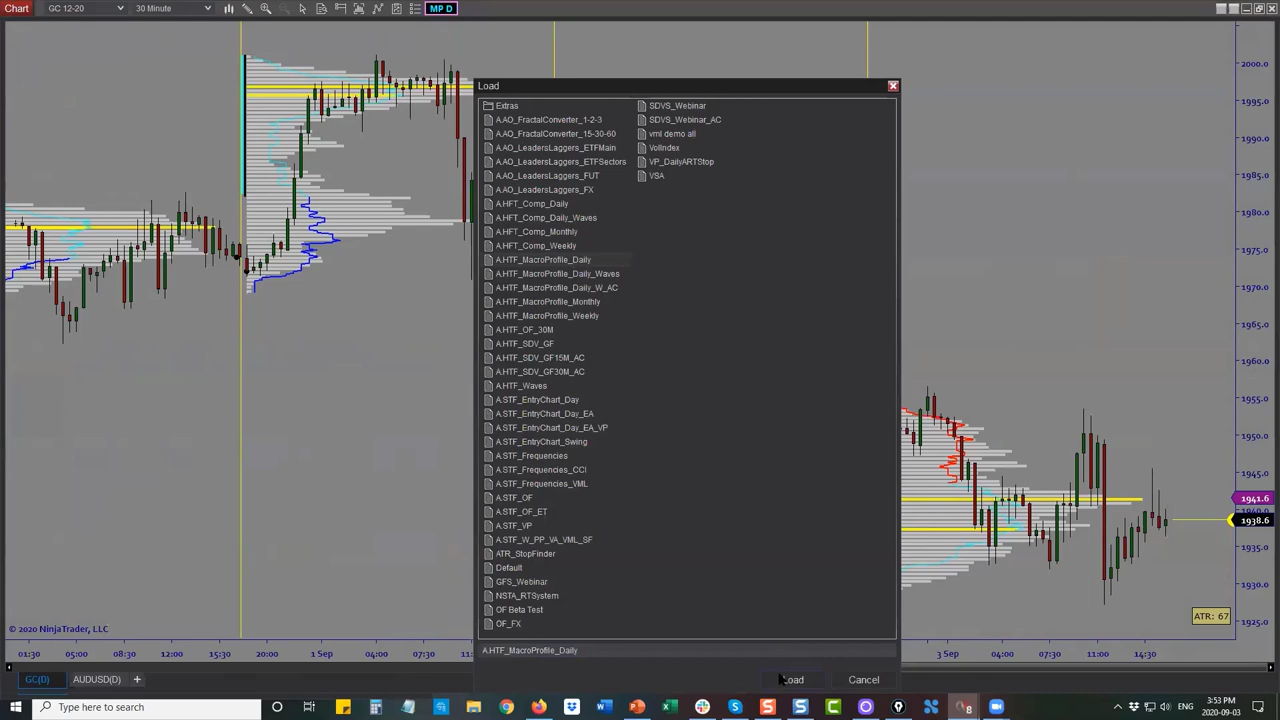 Chart GC 12-20 30 Minute MP D
Load
Extras
A.AO_FractalConverter_1-2-3
A.AO_FractalConverter_15-30-60
A.AO_LeadersLaggers_ETFMain
A.AO_LeadersLaggers_ETFSectors
A.AO_LeadersLaggers_FUT
A.AO_LeadersLaggers_FX
A.HFT_Comp_Daily
A.HFT_Comp_Daily_Waves
A.HFT_Comp_Monthly
A.HFT_Comp_Weekly
A.HTF_MacroProfile_Daily
A.HTF_MacroProfile_Daily_Waves
A.HTF_MacroProfile_Daily_W_AC
A.HTF_MacroProfile_Monthly
A.HTF_MacroProfile_Weekly
A.HTF_OF_30M
A.HTF_SDV_GF
A.HTF_SDV_GF15M_AC
A.HTF_SDV_GF30M_AC
A.HTF_Waves
A.STF_EntryChart_Day
A.STF_EntryChart_Day_EA
A.STF_EntryChart_Day_EA_VP
A.STF_EntryChart_Swing
A.STF_Frequencies
A.STF_Frequencies_CCI
A.STF_Frequencies_VML
A.STF_OF
A.STF_OF_ET
A.STF_VP
A.STF_W_PP_VA_VML_SF
ATR_StopFinder
Default
GFS_Webinar
NSTA_RTSystem
OF Beta Test
OF_FX
SDVS_Webinar
SDVS_Webinar_AC
vml demo all
VolIndex
VP_DailyARTStop
VSA
A.HTF_MacroProfile_Daily
Load Cancel
2000.0
1995.0
1990.0
1985.0
1980.0
1975.0
1970.0
1965.0
1960.0
1955.0
1950.0
1945.0
1941.6
1940.0
1938.6
1935.0
1930.0
1925.0
ATR: 67
© 2020 NinjaTrader, LLC
01:30 05:00 08:30 12:00 15:30 20:00 1 Sep 04:00 07:30 3 Sep 04:00 07:30 11:00 14:30
GC(D) AUDUSD(D) +
Type here to search
8
ENG 3:53 PM
2020-09-03